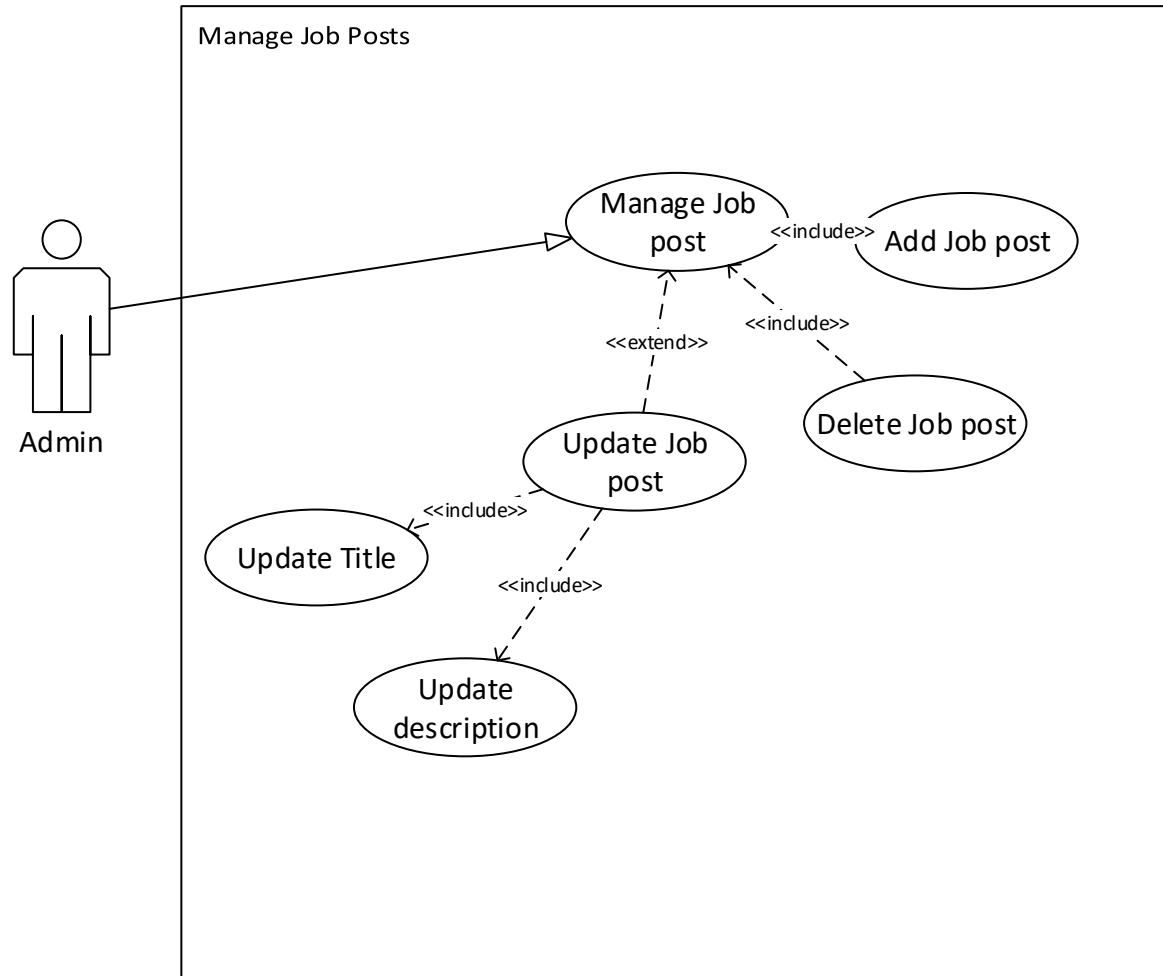 Manage Job Posts
Manage Job
post
<<include>>
Add Job post
<<include>>
<<extend>>
Delete Job post
Admin
Update Job
post
<<include>>
Update Title
<<include>>
Update
description